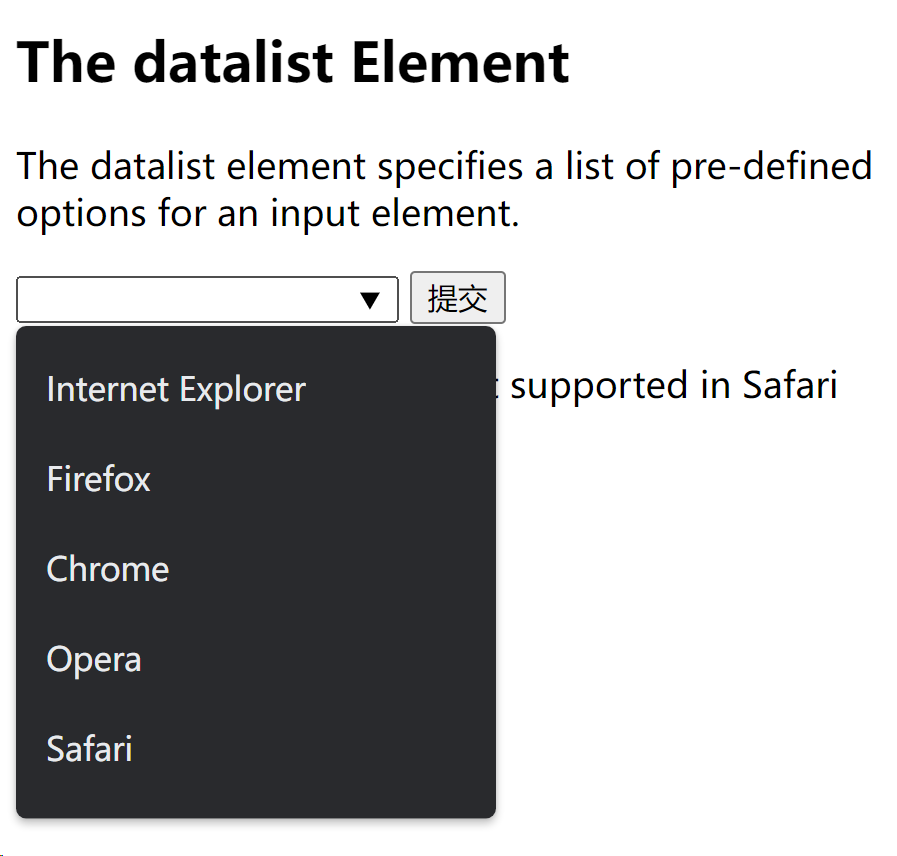 The datalist Element
The datalist element specifies a list of pre-defined
options for an input element.
▼ 提交
supported in Safari
Internet Explorer
Firefox
Chrome
Opera
Safari